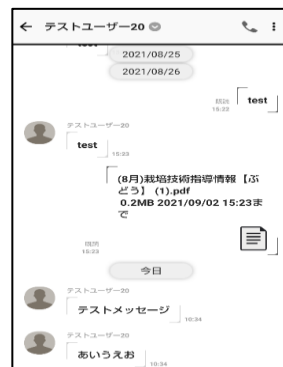 テストユーザー20
test
2021/08/25
2021/08/26
test
既読
15:23
テストユーザー20
test
15:23
(8月)栽培技術指導情報【ぶ
どう】 (1).pdf
0.2MB 2021/09/02 15:23ま
で
既読
15:23
今日
テストユーザー20
テストメッセージ
10:34
テストユーザー20
あいうえお
10:34